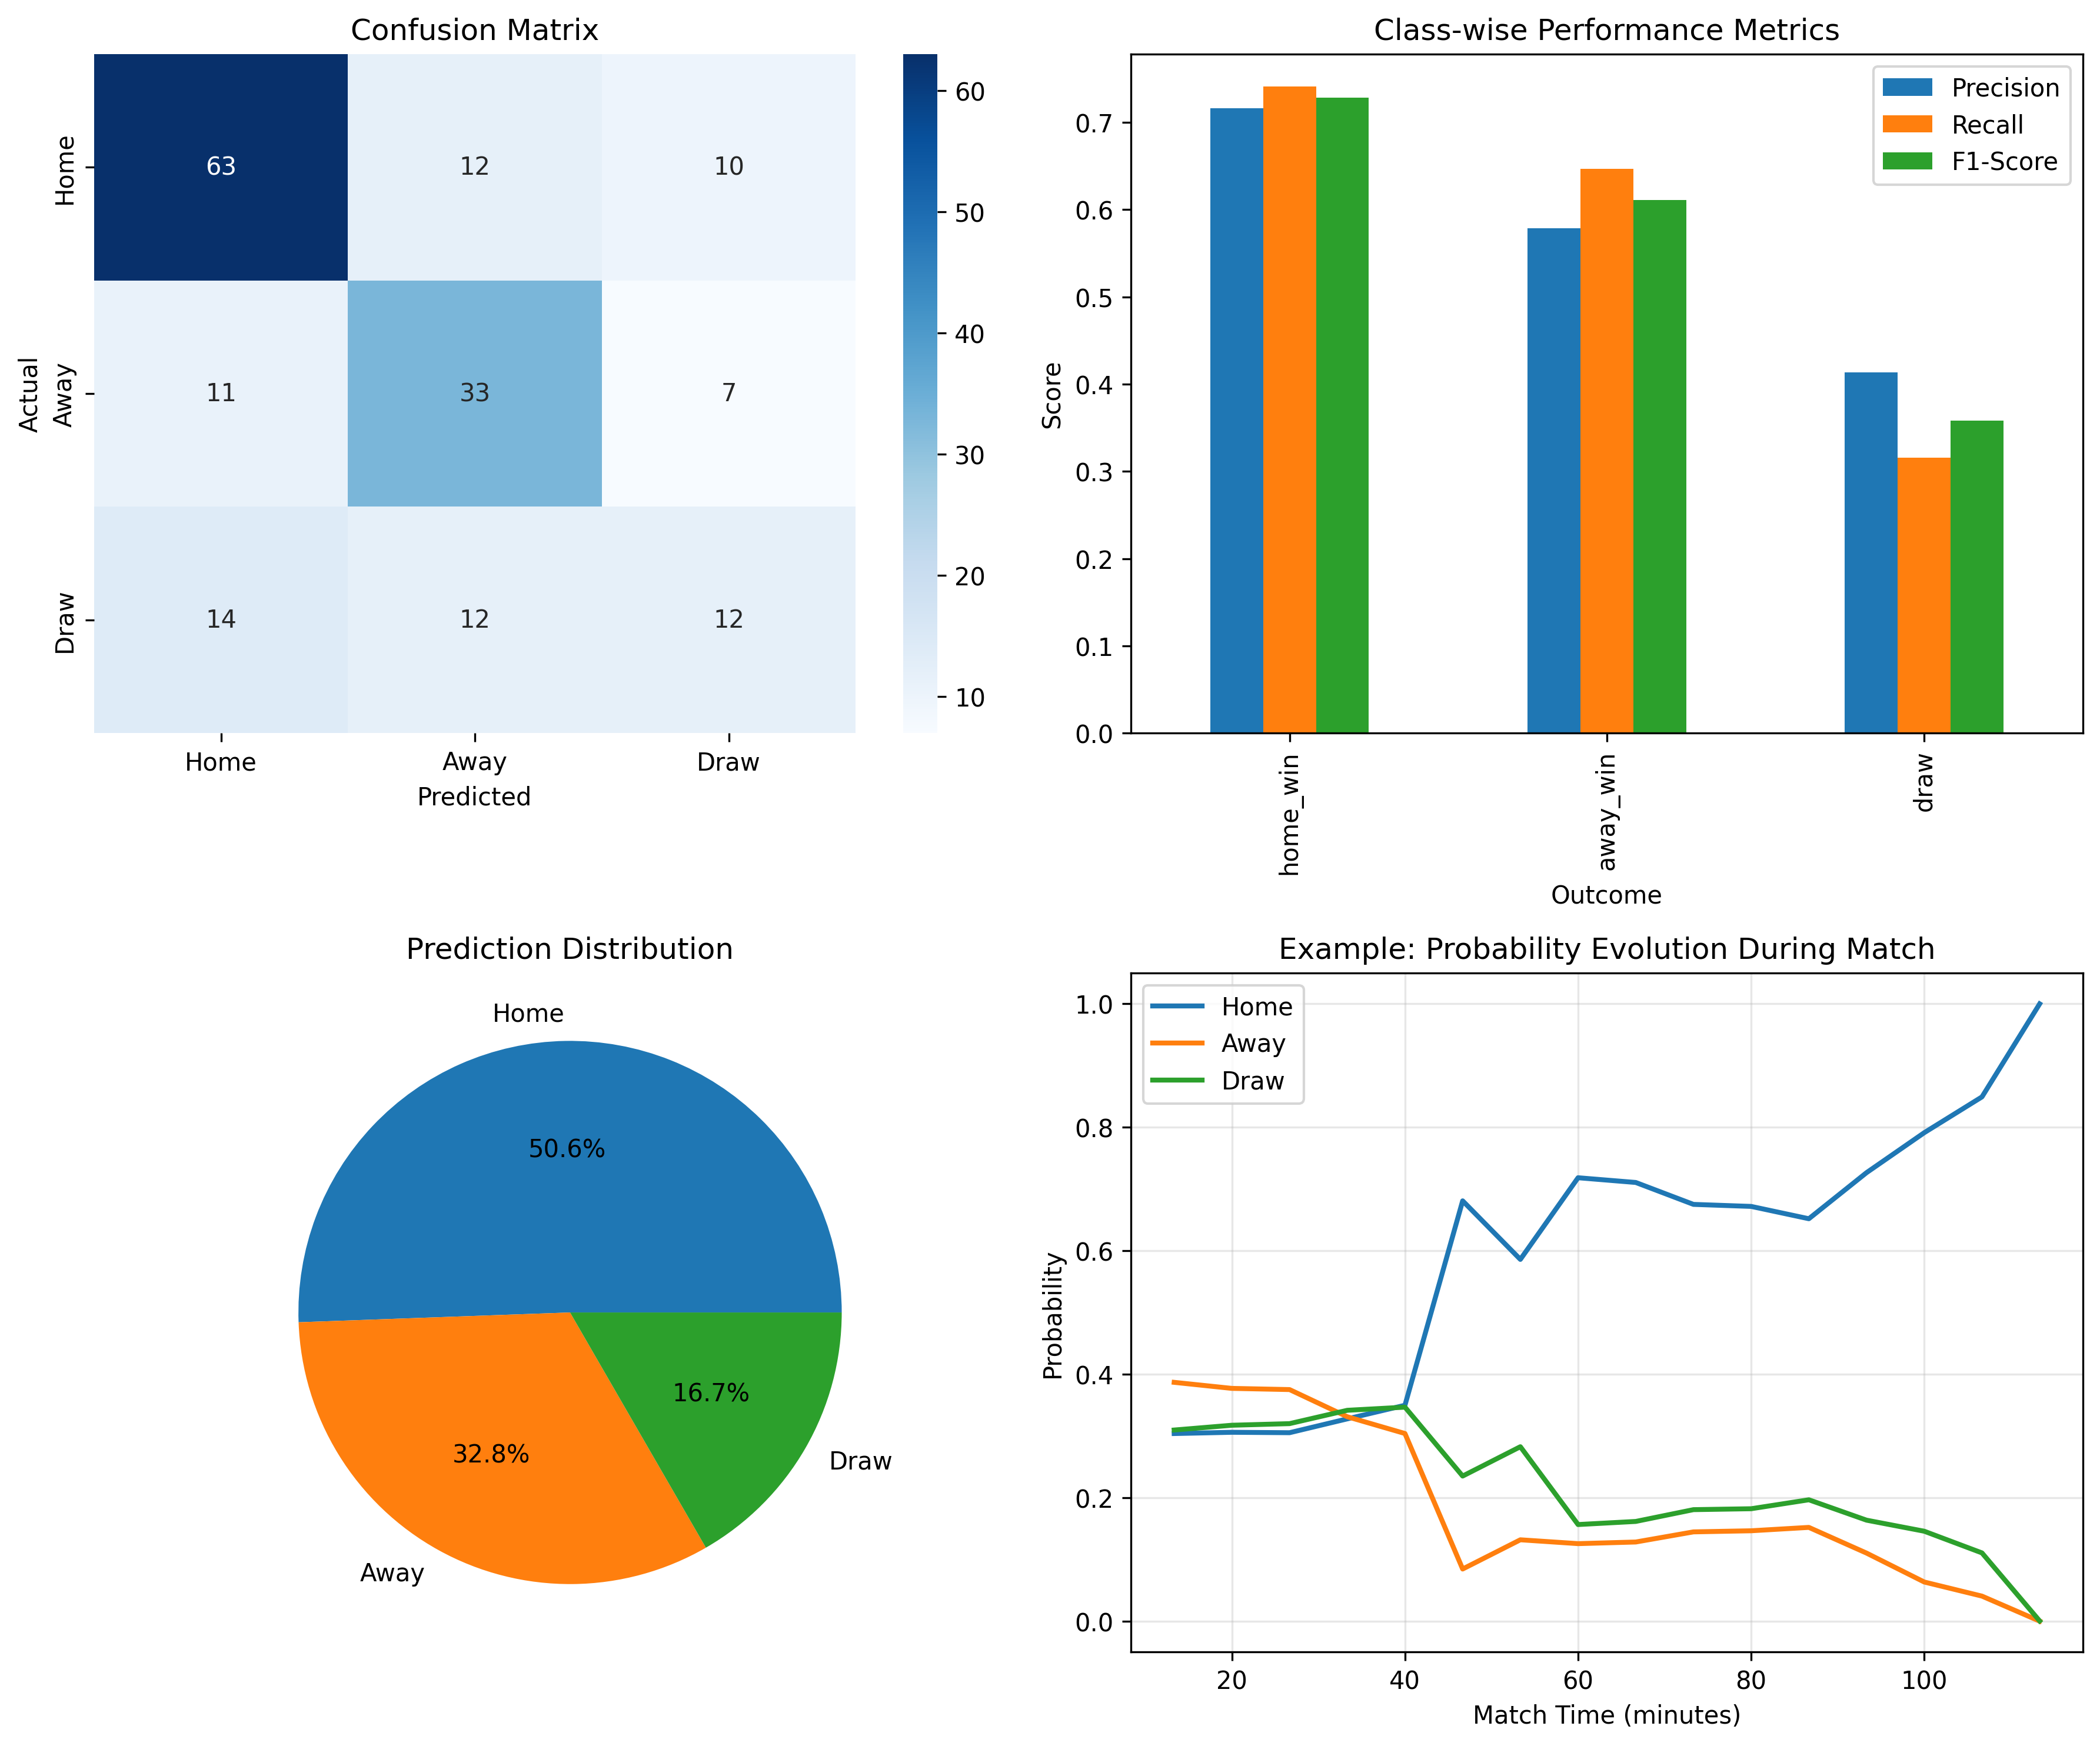 Confusion Matrix
Actual
Home
Away
Draw
63 12 10
11 33 7
14 12 12
Home Away Draw
Predicted
60
50
40
30
20
10
Class-wise Performance Metrics
Score
0.7
0.6
0.5
0.4
0.3
0.2
0.1
0.0
Precision
Recall
F1-Score
home_win
away_win
draw
Outcome
Prediction Distribution
Home
50.6%
16.7%
32.8%
Draw
Away
Example: Probability Evolution During Match
Probability
1.0
0.8
0.6
0.4
0.2
0.0
Home
Away
Draw
20 40 60 80 100
Match Time (minutes)